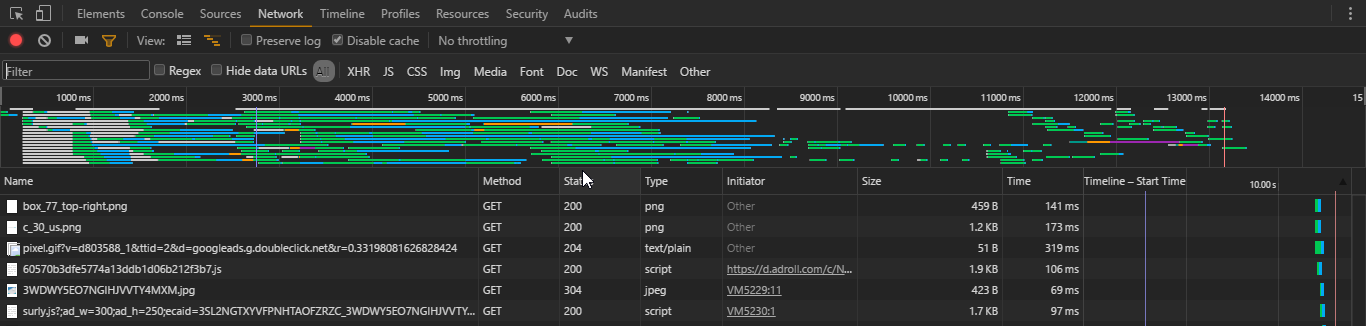 Elements Console Sources Network Timeline Profiles Resources Security Audits
View: Preserve log Disable cache No throttling
Filter Regex Hide data URLs All XHR JS CSS Img Media Font Doc WS Manifest Other
1000 ms 2000 ms 3000 ms 4000 ms 5000 ms 6000 ms 7000 ms 8000 ms 9000 ms 10000 ms 11000 ms 12000 ms 13000 ms 14000 ms 15
Name Method Stat Type Initiator Size Time Timeline – Start Time 10.00 s
box_77_top-right.png GET 200 png Other 459 B 141 ms
c_30_us.png GET 200 png Other 1.2 KB 173 ms
pixel.gif?v=d803588_1&ttid=2&d=googleads.g.doubleclick.net&r=0.33198081626828424 GET 204 text/plain Other 51 B 319 ms
60570b3dfe5774a13ddb1d06b212f3b7.js GET 200 script https://d.adroll.com/c/N... 1.9 KB 106 ms
3WDWY5EO7NGIHJVVTY4MXM.jpg GET 304 jpeg VM5229:11 423 B 69 ms
surly.js?;ad_w=300;ad_h=250;ecaid=3SL2NGTXYVFPNHTAOFZRZC_3WDWY5EO7NGIHJVVTY... GET 200 script VM5230:1 1.7 KB 97 ms